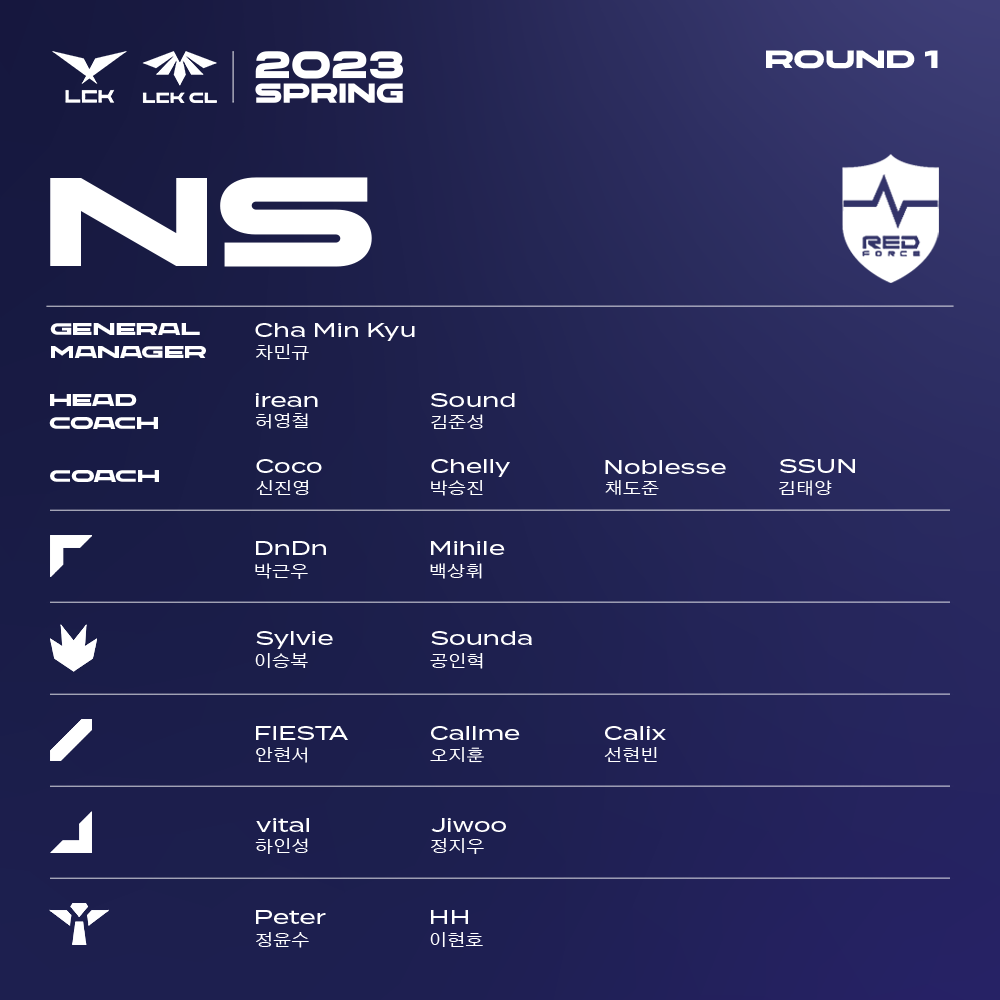 LCK LCK CL 2023 SPRING
ROUND 1
NS
RED
FORCE
GENERAL MANAGER
Cha Min Kyu
차민규
HEAD COACH
irean Sound
허영철 김준성
COACH
Coco Chelly Noblesse SSUN
신진영 박승진 채도준 김태양
DnDn Mihile
박근우 백상휘
Sylvie Sounda
이승복 공인혁
FIESTA Callme Calix
안현서 오지훈 선현빈
vital Jiwoo
하인성 정지우
Peter HH
정윤수 이현호